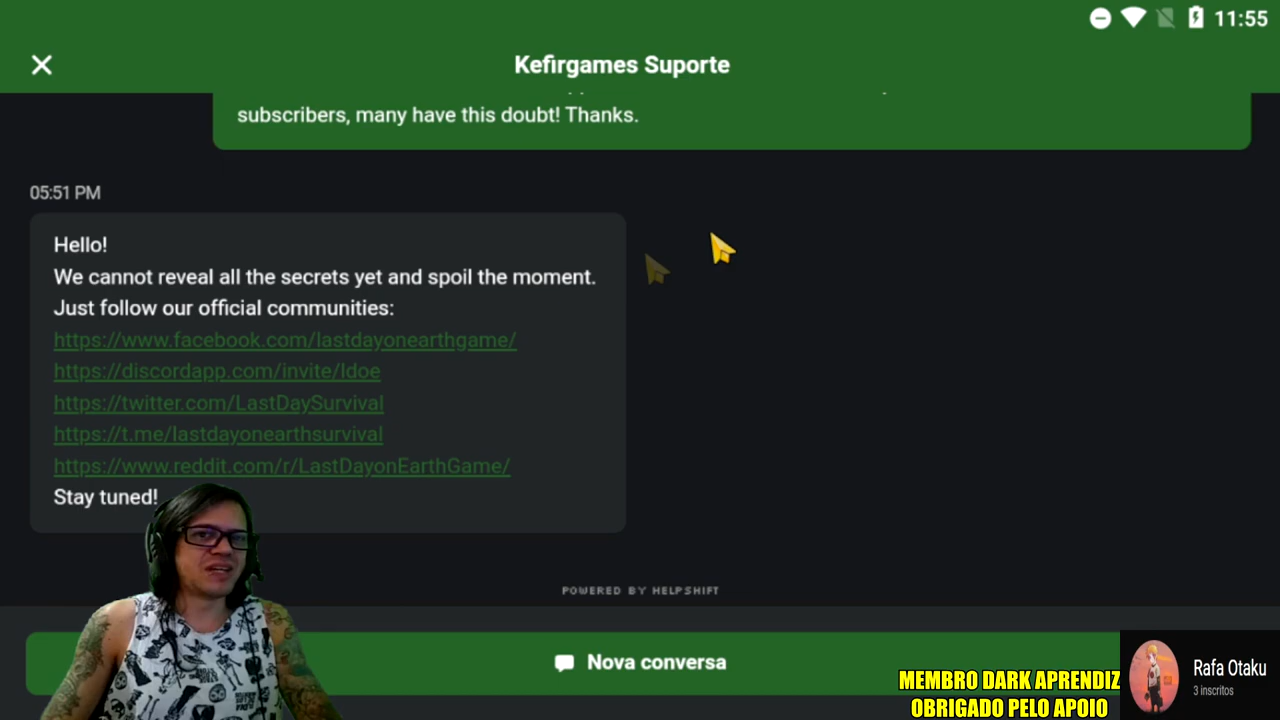 11:55
Kefirgames Suporte
subscribers, many have this doubt! Thanks.
05:51 PM
Hello!
We cannot reveal all the secrets yet and spoil the moment.
Just follow our official communities:
https://www.facebook.com/lastdayonearthgame/
https://discordapp.com/invite/ldoe
https://twitter.com/LastDaySurvival
https://t.me/lastdayonearthsurvival
https://www.reddit.com/r/LastDayonEarthGame/
Stay tuned!
POWERED BY HELPSHIFT
Nova conversa
MEMBRO DARK APRENDIZ
OBRIGADO PELO APOIO
Rafa Otaku
3 inscritos